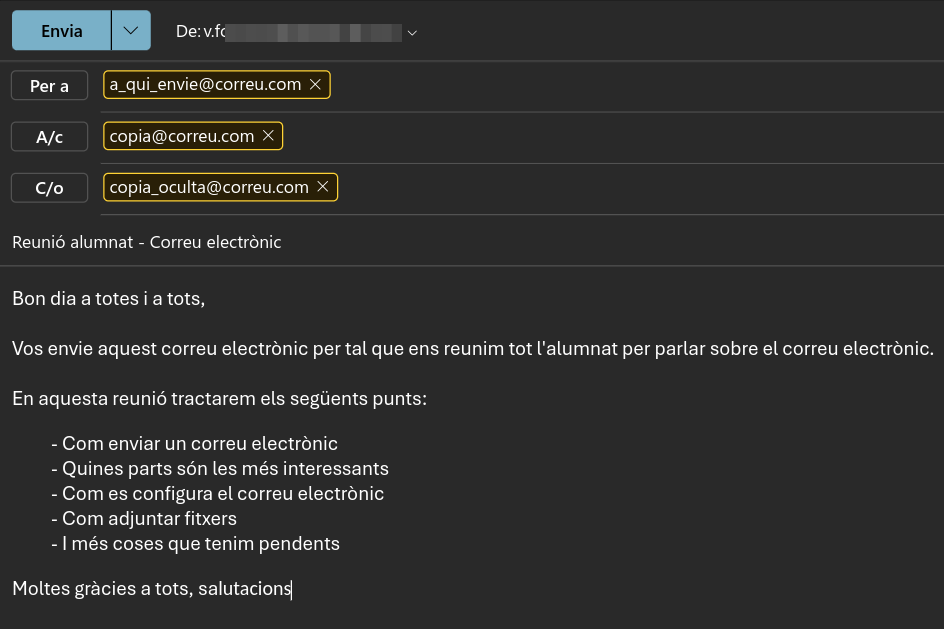 Envia
De: v.fc
Per a
a_qui_envie@correu.com
A/c
copia@correu.com
C/o
copia_oculta@correu.com
Reunió alumnat - Correu electrònic
Bon dia a totes i a tots,
Vos envie aquest correu electrònic per tal que ens reunim tot l'alumnat per parlar sobre el correu electrònic.
En aquesta reunió tractarem els següents punts:
- Com enviar un correu electrònic
- Quines parts són les més interessants
- Com es configura el correu electrònic
- Com adjuntar fitxers
- I més coses que tenim pendents
Moltes gràcies a tots, salutacions